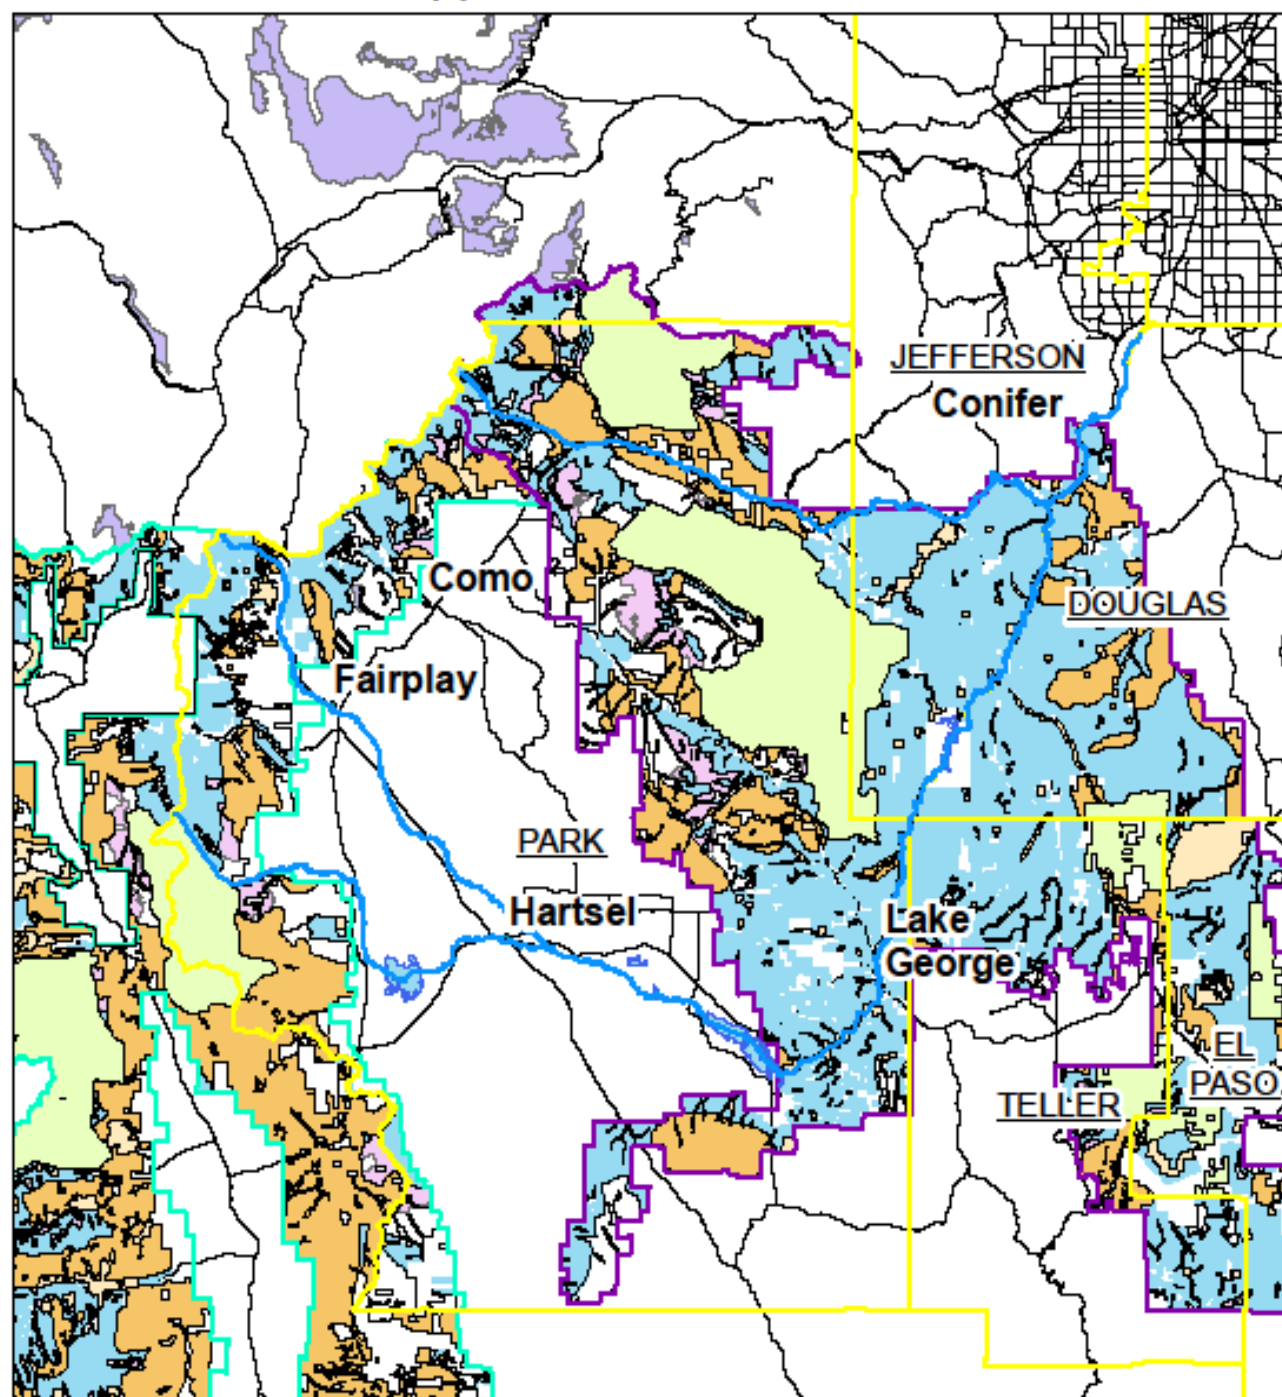 JEFFERSON
Conifer
Como
DOUGLAS
Fairplay
PARK
Hartsel
Lake
George
EL
PASO
TELLER